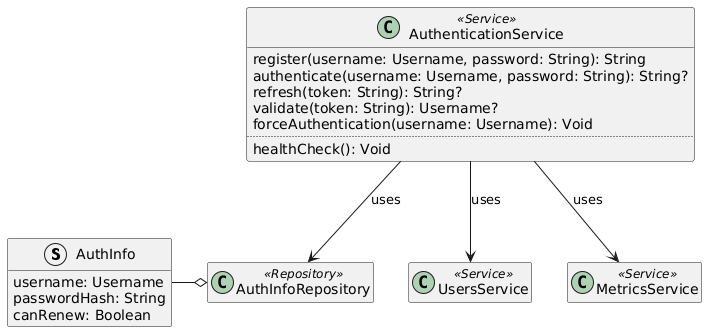 «Service»
C AuthenticationService
register(username: Username, password: String): String
authenticate(username: Username, password: String): String?
refresh(token: String): String?
validate(token: String): Username?
forceAuthentication(username: Username): Void
healthCheck(): Void
uses
uses
uses
S AuthInfo
username: Username
passwordHash: String
canRenew: Boolean
«Repository»
C AuthInfoRepository
«Service»
C UsersService
«Service»
C MetricsService